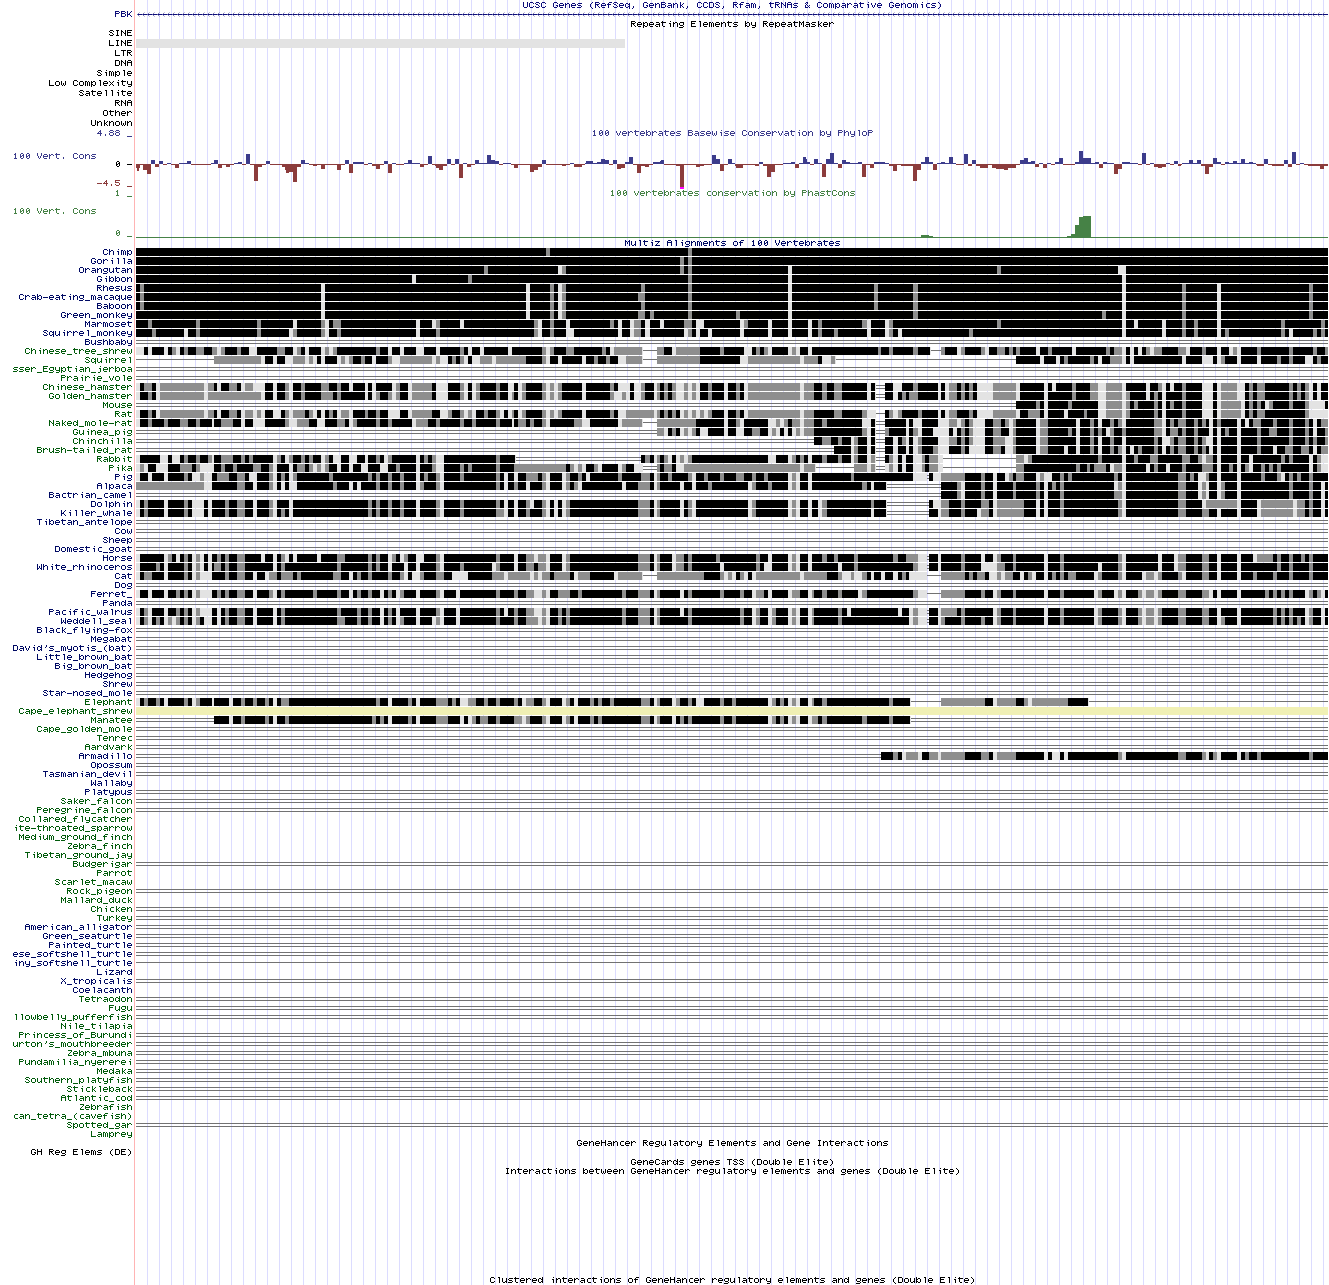 UCSC Genes (RefSeq, GenBank, CCDS, Rfam, tRNAs & Comparative Genomics)
PBK
Repeating Elements by RepeatMasker
SINE
LINE
LTR
DNA
Simple
Low Complexity
Satellite
RNA
Other
Unknown
4.88 _
100 vertebrates Basewise Conservation by PhyloP
100 Vert. Cons
0 _
-4.5 _
1 _
100 vertebrates conservation by PhastCons
100 Vert. Cons
0 _
Multiz Alignments of 100 Vertebrates
Chimp
Gorilla
Orangutan
Gibbon
Rhesus
Crab-eating_macaque
Baboon
Green_monkey
Marmoset
Squirrel_monkey
Bushbaby
Chinese_tree_shrew
Squirrel
sser_Egyptian_jerboa
Prairie_vole
Chinese_hamster
Golden_hamster
Mouse
Rat
Naked_mole-rat
Guinea_pig
Chinchilla
Brush-tailed_rat
Rabbit
Pika
Pig
Alpaca
Bactrian_camel
Dolphin
Killer_whale
Tibetan_antelope
Cow
Sheep
Domestic_goat
Horse
White_rhinoceros
Cat
Dog
Ferret_
Panda
Pacific_walrus
Weddell_seal
Black_flying-fox
Megabat
David's_myotis_(bat)
Little_brown_bat
Big_brown_bat
Hedgehog
Shrew
Star-nosed_mole
Elephant
Cape_elephant_shrew
Manatee
Cape_golden_mole
Tenrec
Aardvark
Armadillo
Opossum
Tasmanian_devil
Wallaby
Platypus
Saker_falcon
Peregrine_falcon
Collared_flycatcher
ite-throated_sparrow
Medium_ground_finch
Zebra_finch
Tibetan_ground_jay
Budgerigar
Parrot
Scarlet_macaw
Rock_pigeon
Mallard_duck
Chicken
Turkey
American_alligator
Green_seaturtle
Painted_turtle
ese_softshell_turtle
iny_softshell_turtle
Lizard
X_tropicalis
Coelacanth
Tetraodon
Fugu
llowbelly_pufferfish
Nile_tilapia
Princess_of_Burundi
urton's_mouthbreeder
Zebra_mbuna
Pundamilia_nyererei
Medaka
Southern_platyfish
Stickleback
Atlantic_cod
Zebrafish
can_tetra_(cavefish)
Spotted_gar
Lamprey
GeneHancer Regulatory Elements and Gene Interactions
GH Reg Elems (DE)
GeneCards genes TSS (Double Elite)
Interactions between GeneHancer regulatory elements and genes (Double Elite)
Clustered interactions of GeneHancer regulatory elements and genes (Double Elite)